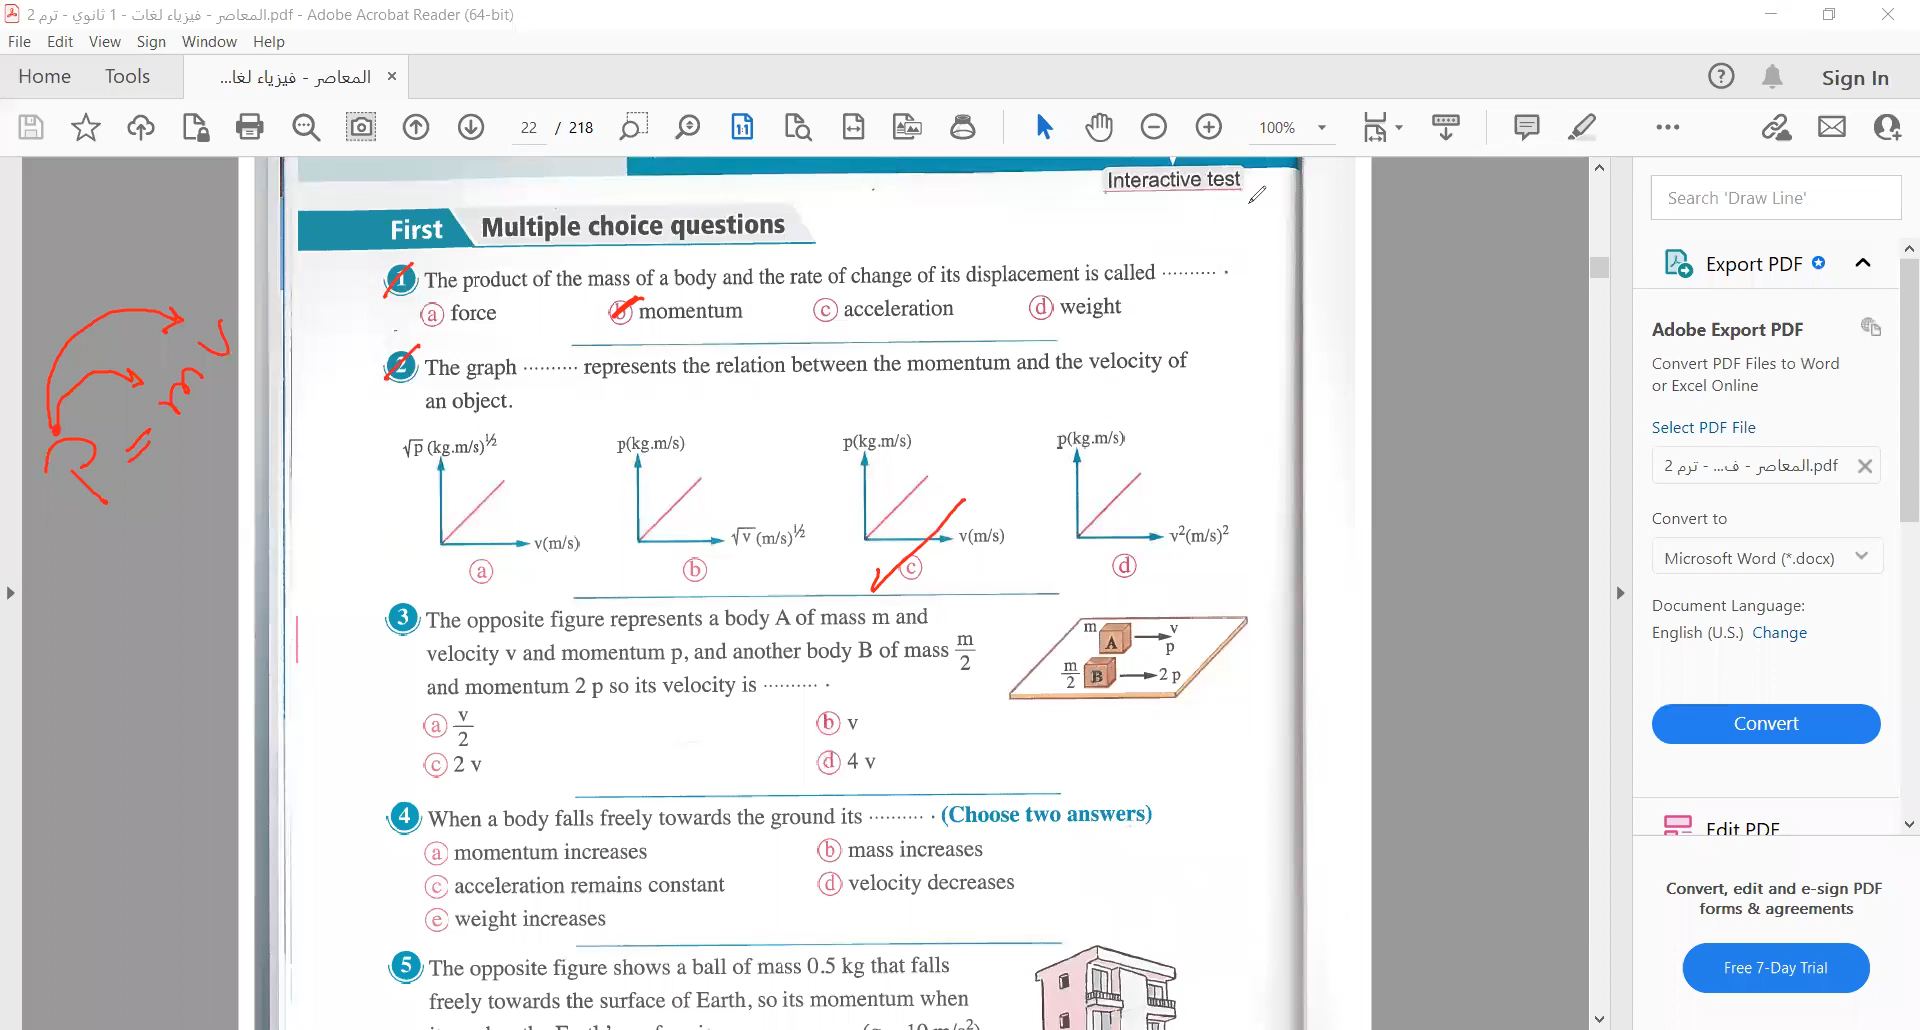 المعاصر - فيزياء لغات - 1 ثانوي - ترم 2.pdf - Adobe Acrobat Reader (64-bit)
File Edit View Sign Window Help
Home Tools المعاصر - فيزياء لغا... × Sign In
22 / 218 100%
Interactive test
First Multiple choice questions
1 The product of the mass of a body and the rate of change of its displacement is called .......... .
a force b momentum c acceleration d weight
2 The graph .......... represents the relation between the momentum and the velocity of
an object.
√p (kg.m/s)^½ p(kg.m/s) p(kg.m/s) p(kg.m/s)
v(m/s) √v (m/s)^½ v(m/s) v²(m/s)²
a b c d
3 The opposite figure represents a body A of mass m and
velocity v and momentum p, and another body B of mass m/2
and momentum 2 p so its velocity is .......... .
m A v p
m/2 B 2 p
a v/2 b v
c 2 v d 4 v
4 When a body falls freely towards the ground its .......... . (Choose two answers)
a momentum increases b mass increases
c acceleration remains constant d velocity decreases
e weight increases
5 The opposite figure shows a ball of mass 0.5 kg that falls
freely towards the surface of Earth, so its momentum when
P = m v
Search 'Draw Line'
Export PDF
Adobe Export PDF
Convert PDF Files to Word
or Excel Online
Select PDF File
المعاصر - ف... - ترم 2.pdf
Convert to
Microsoft Word (*.docx)
Document Language:
English (U.S.) Change
Convert
Edit PDF
Convert, edit and e-sign PDF
forms & agreements
Free 7-Day Trial